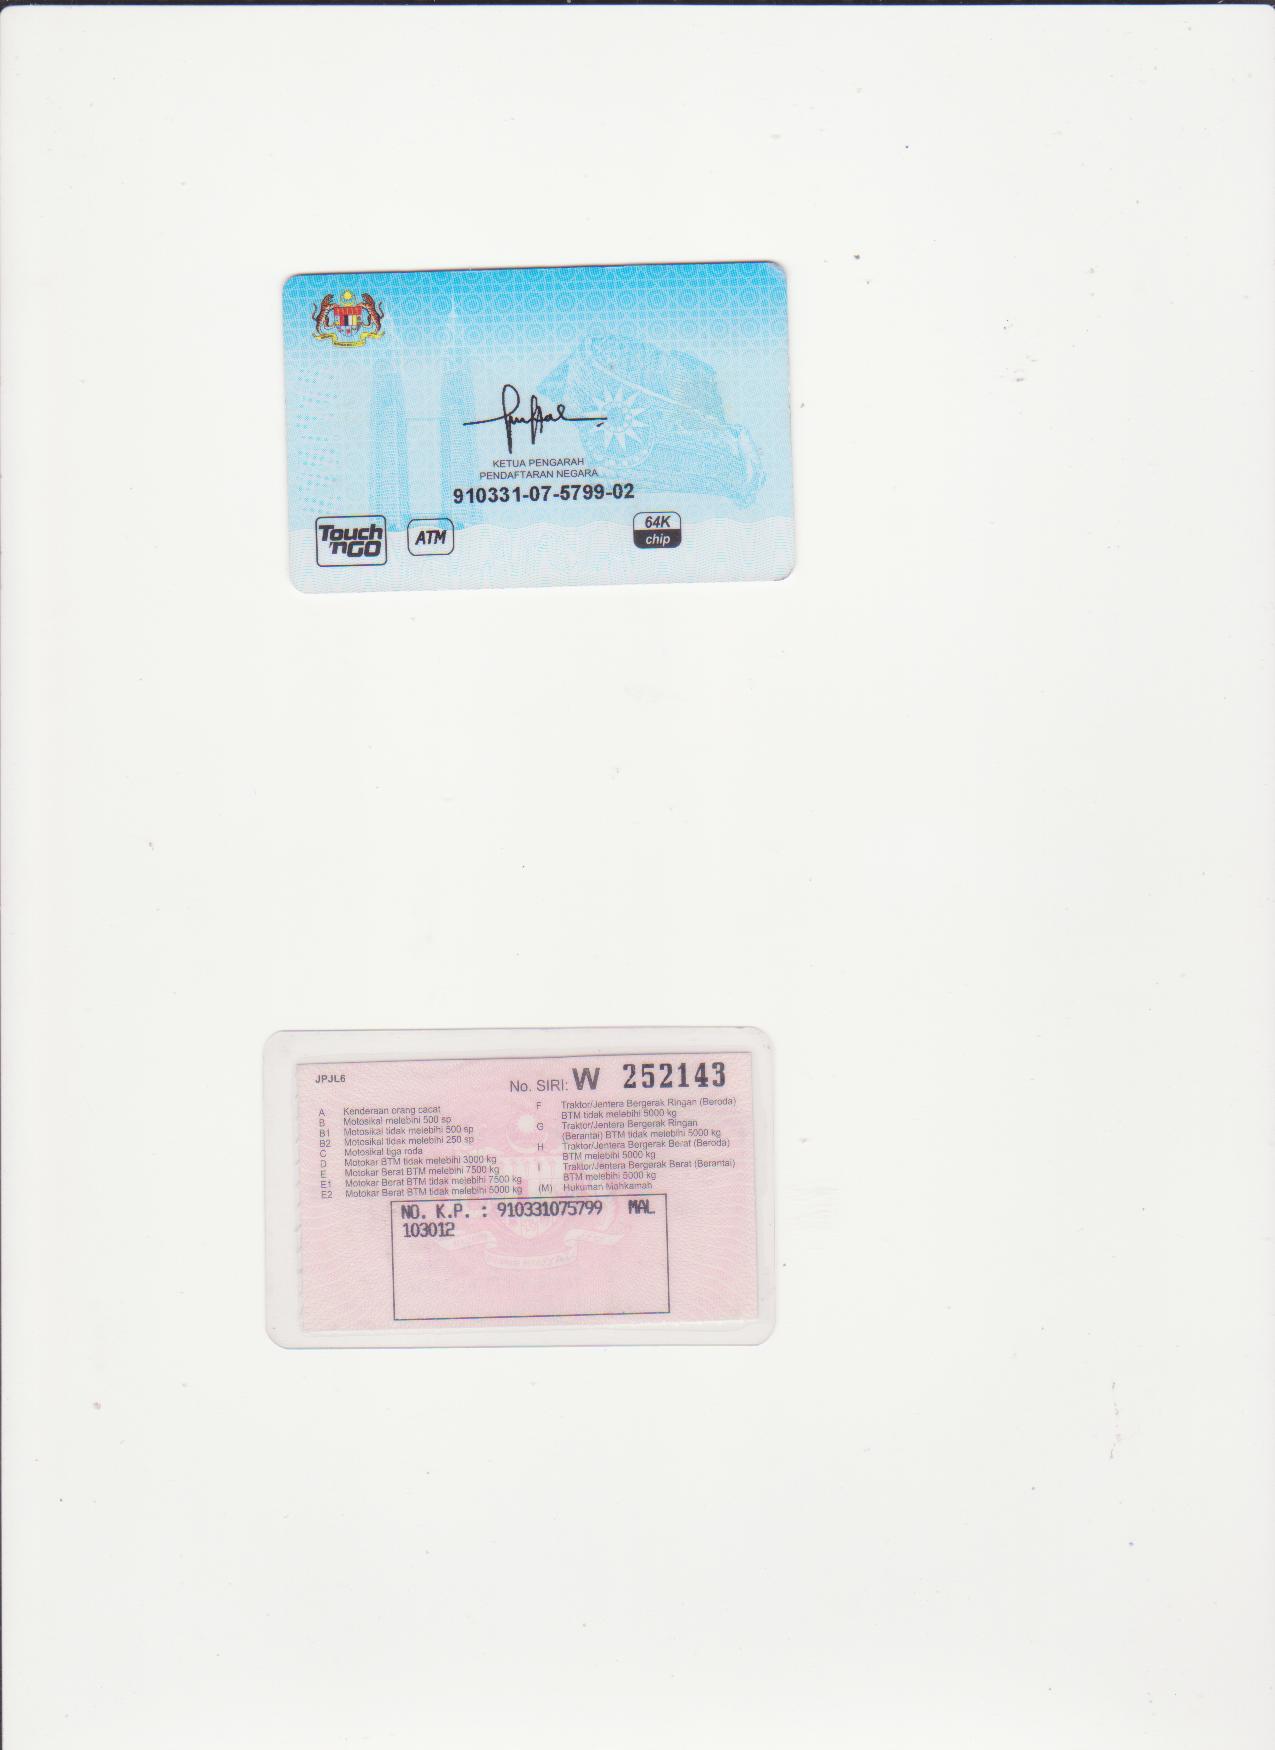 KETUA PENGARAH
PENDAFTARAN NEGARA
910331-07-5799-02
Touch 'nGO
ATM
64K
chip
JPJL6
No. SIRI: W 252143
A Kenderaan orang cacat
B Motosikal melebihi 500 sp
B1 Motosikal tidak melebihi 500 sp
B2 Motosikal tidak melebihi 250 sp
C Motosikal tiga roda
D Motokar BTM tidak melebihi 3000 kg
E Motokar Berat BTM melebihi 7500 kg
E1 Motokar Berat BTM tidak melebihi 7500 kg
E2 Motokar Berat BTM tidak melebihi 5000 kg
F Traktor/Jentera Bergerak Ringan (Beroda)
BTM tidak melebihi 5000 kg
G Traktor/Jentera Bergerak Ringan
(Berantai) BTM tidak melebihi 5000 kg
H Traktor/Jentera Bergerak Berat (Beroda)
BTM melebihi 5000 kg
I Traktor/Jentera Bergerak Berat (Berantai)
BTM melebihi 5000 kg
(M) Hukuman Mahkamah
NO. K.P. : 910331075799 MAL
103012